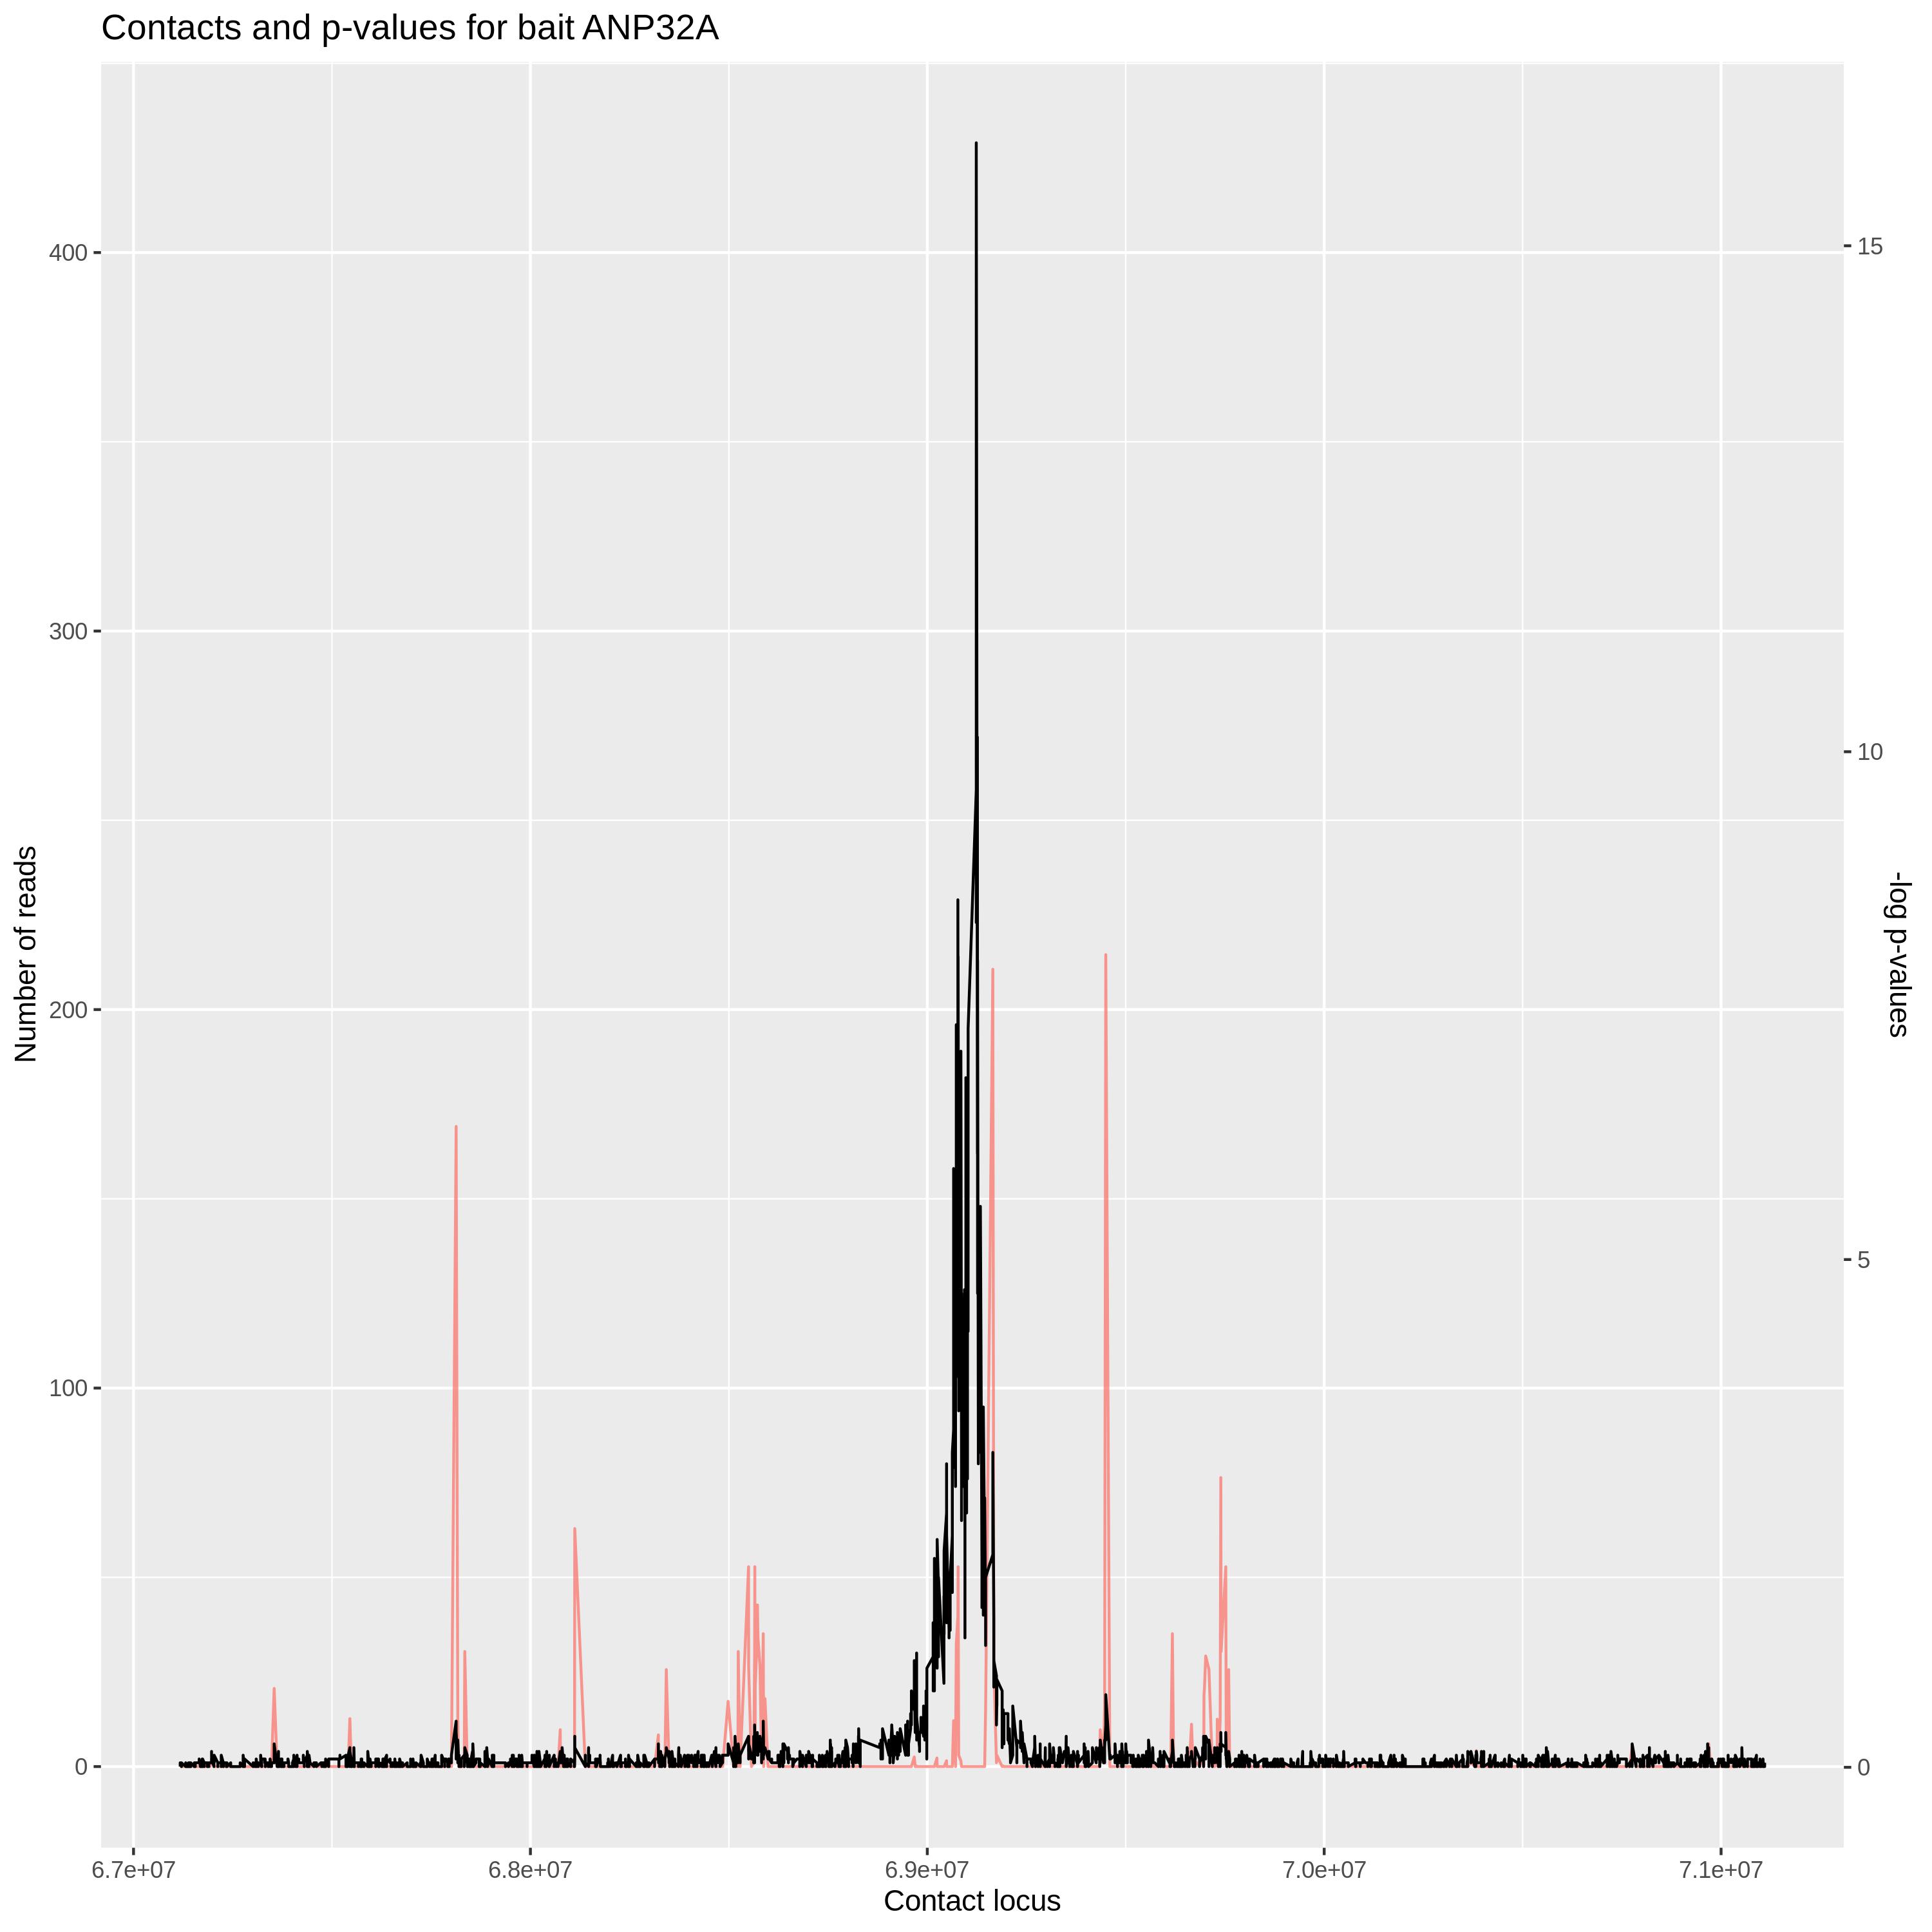 Contacts and p-values for bait ANP32A
400
300
200
100
0
15
10
5
0
Number of reads
-log p-values
6.7e+07
6.8e+07
6.9e+07
7.0e+07
7.1e+07
Contact locus